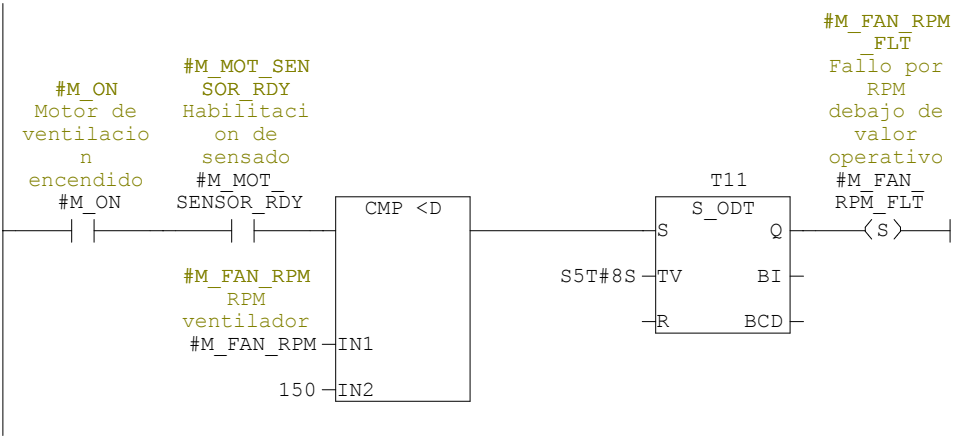 #M_FAN_RPM
_FLT
Fallo por
RPM
debajo de
valor
operativo
#M_FAN_
RPM_FLT
(S)
#M_MOT_SEN
SOR_RDY
Habilitaci
on de
sensado
#M_MOT_
SENSOR_RDY
#M_ON
Motor de
ventilacio
n
encendido
#M_ON
CMP <D
T11
S_ODT
S Q
S5T#8S TV BI
R BCD
#M_FAN_RPM
RPM
ventilador
#M_FAN_RPM IN1
150 IN2